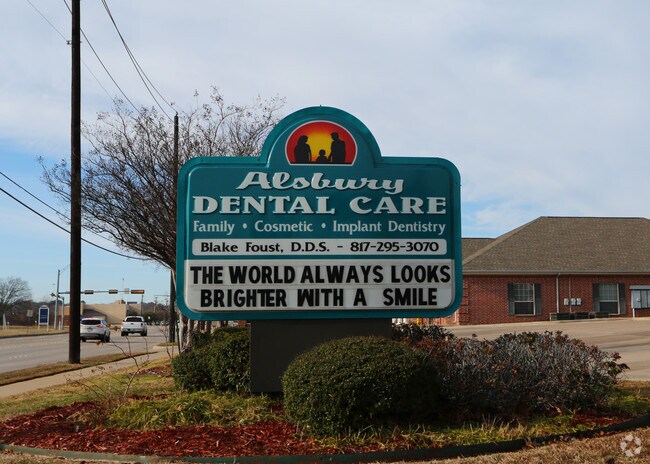 Alsbury
DENTAL CARE
Family • Cosmetic • Implant Dentistry
Blake Foust, D.D.S. - 817-295-3070
THE WORLD ALWAYS LOOKS
BRIGHTER WITH A SMILE